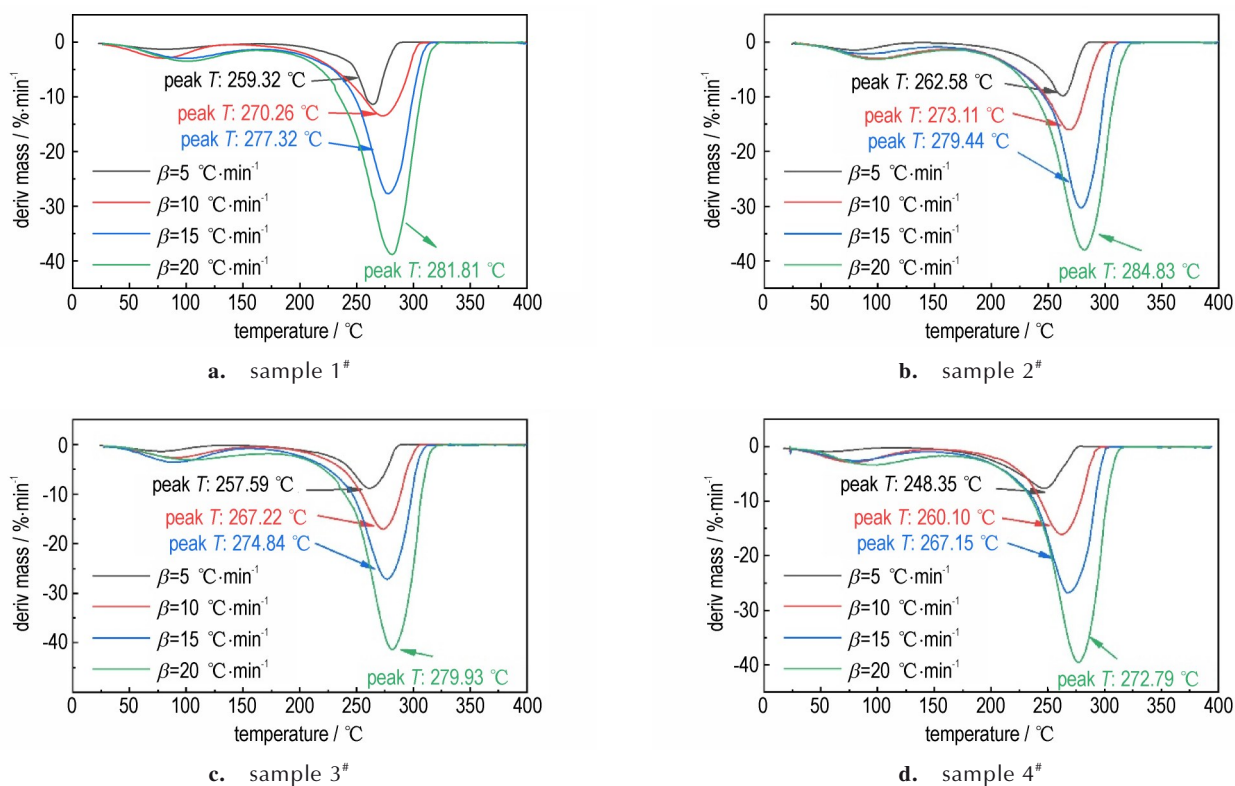 0
-10
-20
-30
-40
deriv mass / %·min⁻¹
peak T: 259.32 ℃
peak T: 270.26 ℃
peak T: 277.32 ℃
β=5 ℃·min⁻¹
β=10 ℃·min⁻¹
β=15 ℃·min⁻¹
β=20 ℃·min⁻¹
peak T: 281.81 ℃
0 50 100 150 200 250 300 350 400
temperature / ℃
a. sample 1#
0
-10
-20
-30
-40
deriv mass / %·min⁻¹
peak T: 262.58 ℃
peak T: 273.11 ℃
peak T: 279.44 ℃
β=5 ℃·min⁻¹
β=10 ℃·min⁻¹
β=15 ℃·min⁻¹
β=20 ℃·min⁻¹
peak T: 284.83 ℃
0 50 100 150 200 250 300 350 400
temperature / ℃
b. sample 2#
0
-10
-20
-30
-40
deriv mass / %·min⁻¹
peak T: 257.59 ℃
peak T: 267.22 ℃
peak T: 274.84 ℃
β=5 ℃·min⁻¹
β=10 ℃·min⁻¹
β=15 ℃·min⁻¹
β=20 ℃·min⁻¹
peak T: 279.93 ℃
0 50 100 150 200 250 300 350 400
temperature / ℃
c. sample 3#
0
-10
-20
-30
-40
deriv mass / %·min⁻¹
peak T: 248.35 ℃
peak T: 260.10 ℃
peak T: 267.15 ℃
β=5 ℃·min⁻¹
β=10 ℃·min⁻¹
β=15 ℃·min⁻¹
β=20 ℃·min⁻¹
peak T: 272.79 ℃
0 50 100 150 200 250 300 350 400
temperature / ℃
d. sample 4#